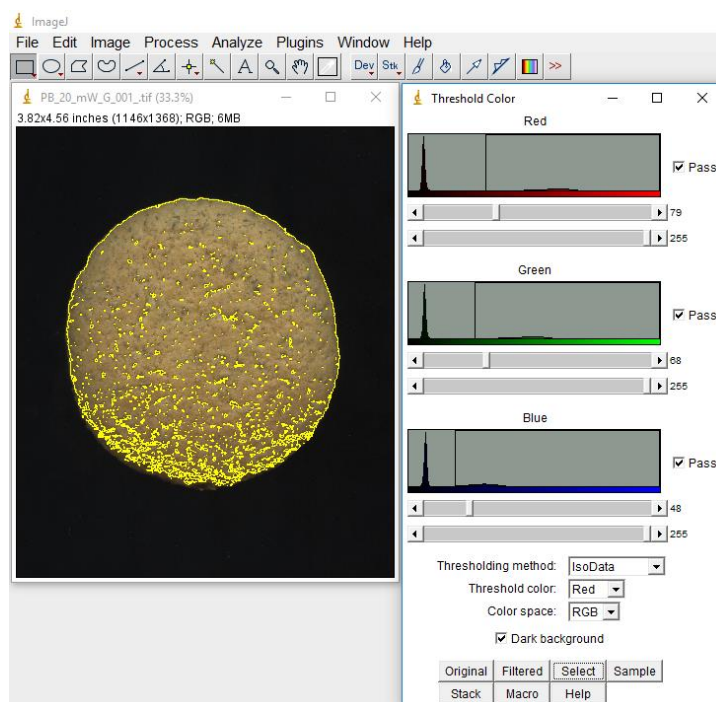 ImageJ
File Edit Image Process Analyze Plugins Window Help
A Dev Stk >>
PB_20_mW_G_001_.tif (33.3%)
3.82x4.56 inches (1146x1368); RGB; 6MB
Threshold Color
Red
Pass
79
255
Green
Pass
68
255
Blue
Pass
48
255
Thresholding method: IsoData
Threshold color: Red
Color space: RGB
Dark background
Original Filtered Select Sample
Stack Macro Help